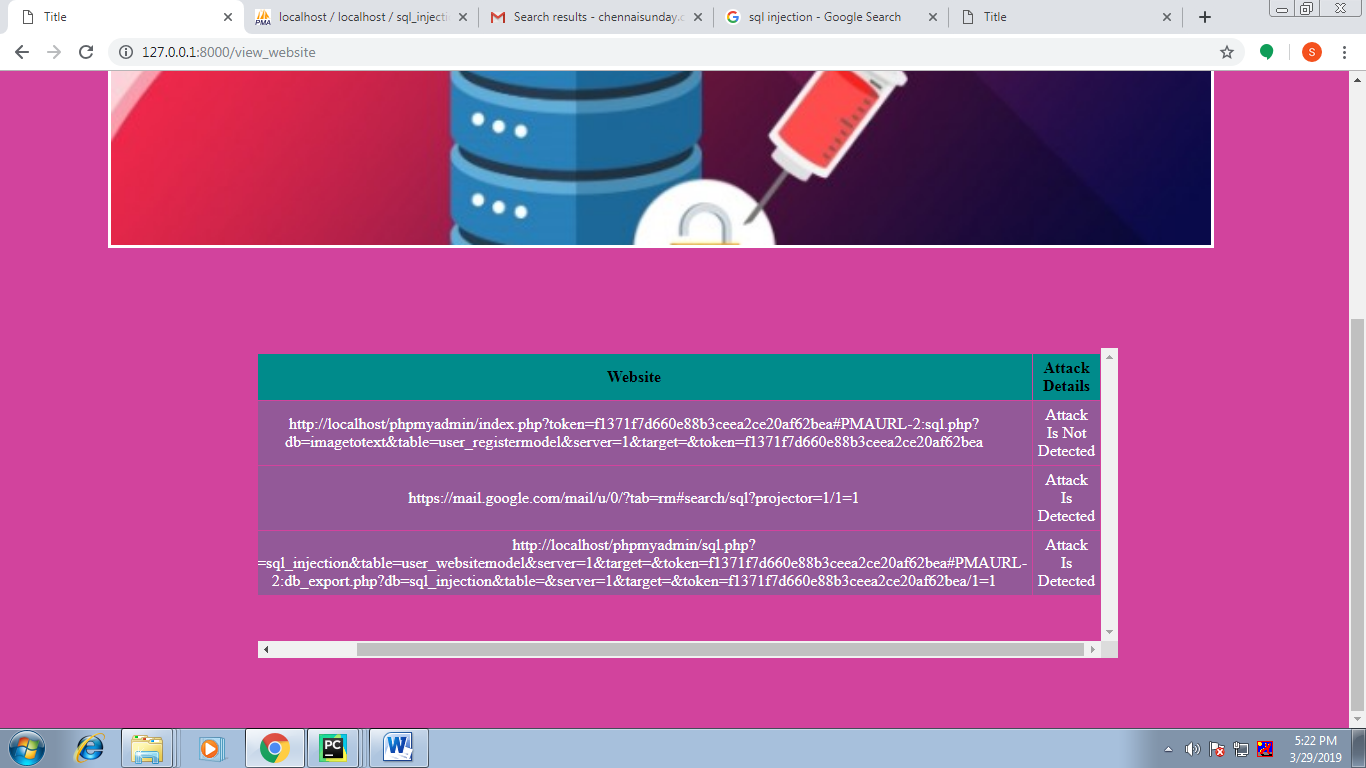 Title
localhost / localhost / sql_injecti
Search results - chennaisunday.c
sql injection - Google Search
Title
127.0.0.1:8000/view_website
S
Website
Attack
Details
http://localhost/phpmyadmin/index.php?token=f1371f7d660e88b3ceea2ce20af62bea#PMAURL-2:sql.php?
db=imagetotext&table=user_registermodel&server=1&target=&token=f1371f7d660e88b3ceea2ce20af62bea
Attack
Is Not
Detected
https://mail.google.com/mail/u/0/?tab=rm#search/sql?projector=1/1=1
Attack
Is
Detected
http://localhost/phpmyadmin/sql.php?
=sql_injection&table=user_websitemodel&server=1&target=&token=f1371f7d660e88b3ceea2ce20af62bea#PMAURL-
2:db_export.php?db=sql_injection&table=&server=1&target=&token=f1371f7d660e88b3ceea2ce20af62bea/1=1
Attack
Is
Detected
PMA
PC
W
5:22 PM
3/29/2019